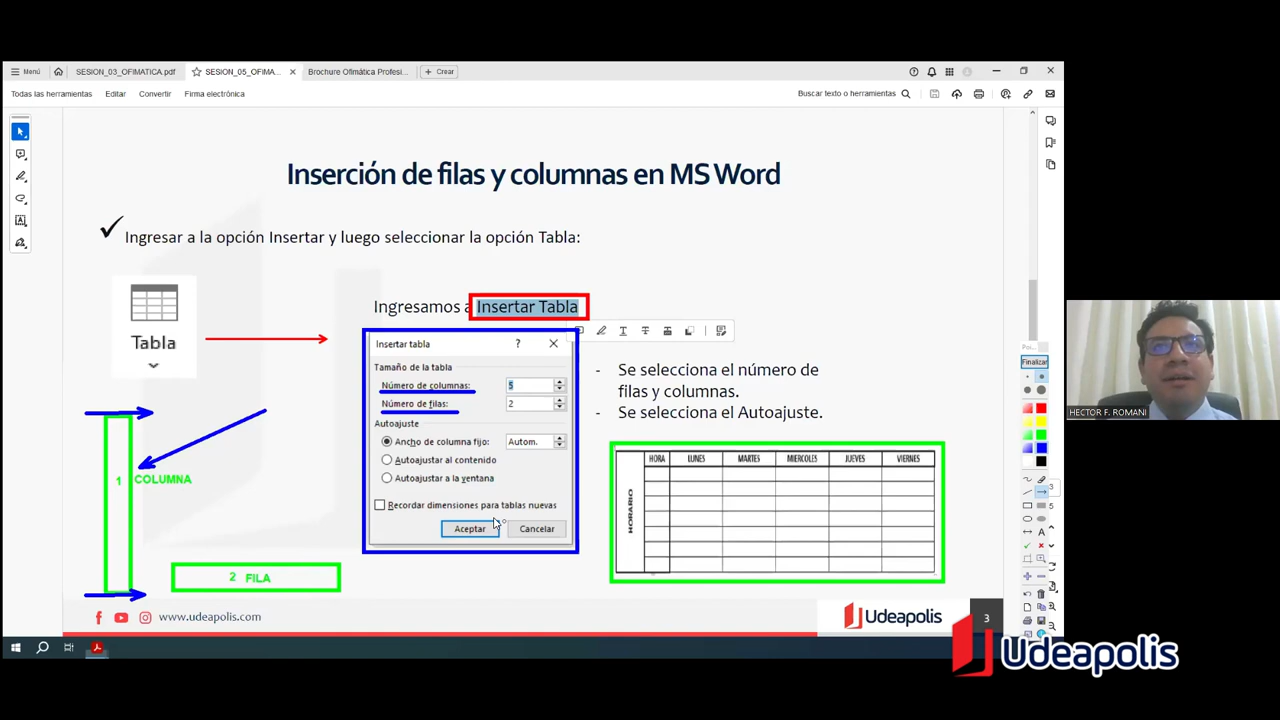 Menú
SESION_03_OFIMATICA.pdf
SESION_05_OFIMA...
Brochure Ofimática Profesi...
Crear
Todas las herramientas
Editar
Convertir
Firma electrónica
Buscar texto o herramientas
Inserción de filas y columnas en MS Word
Ingresar a la opción Insertar y luego seleccionar la opción Tabla:
Tabla
Ingresamos a Insertar Tabla
Insertar tabla
Tamaño de la tabla
Número de columnas: 5
Número de filas: 2
Autoajuste
Ancho de columna fijo: Autom.
Autoajustar al contenido
Autoajustar a la ventana
Recordar dimensiones para tablas nuevas
Aceptar
Cancelar
- Se selecciona el número de
filas y columnas.
- Se selecciona el Autoajuste.
HORARIO
HORA LUNES MARTES MIERCOLES JUEVES VIERNES
1 COLUMNA
2 FILA
www.udeapolis.com
Udeapolis
3
Finalizar
3
5
HECTOR F. ROMANI
Udeapolis